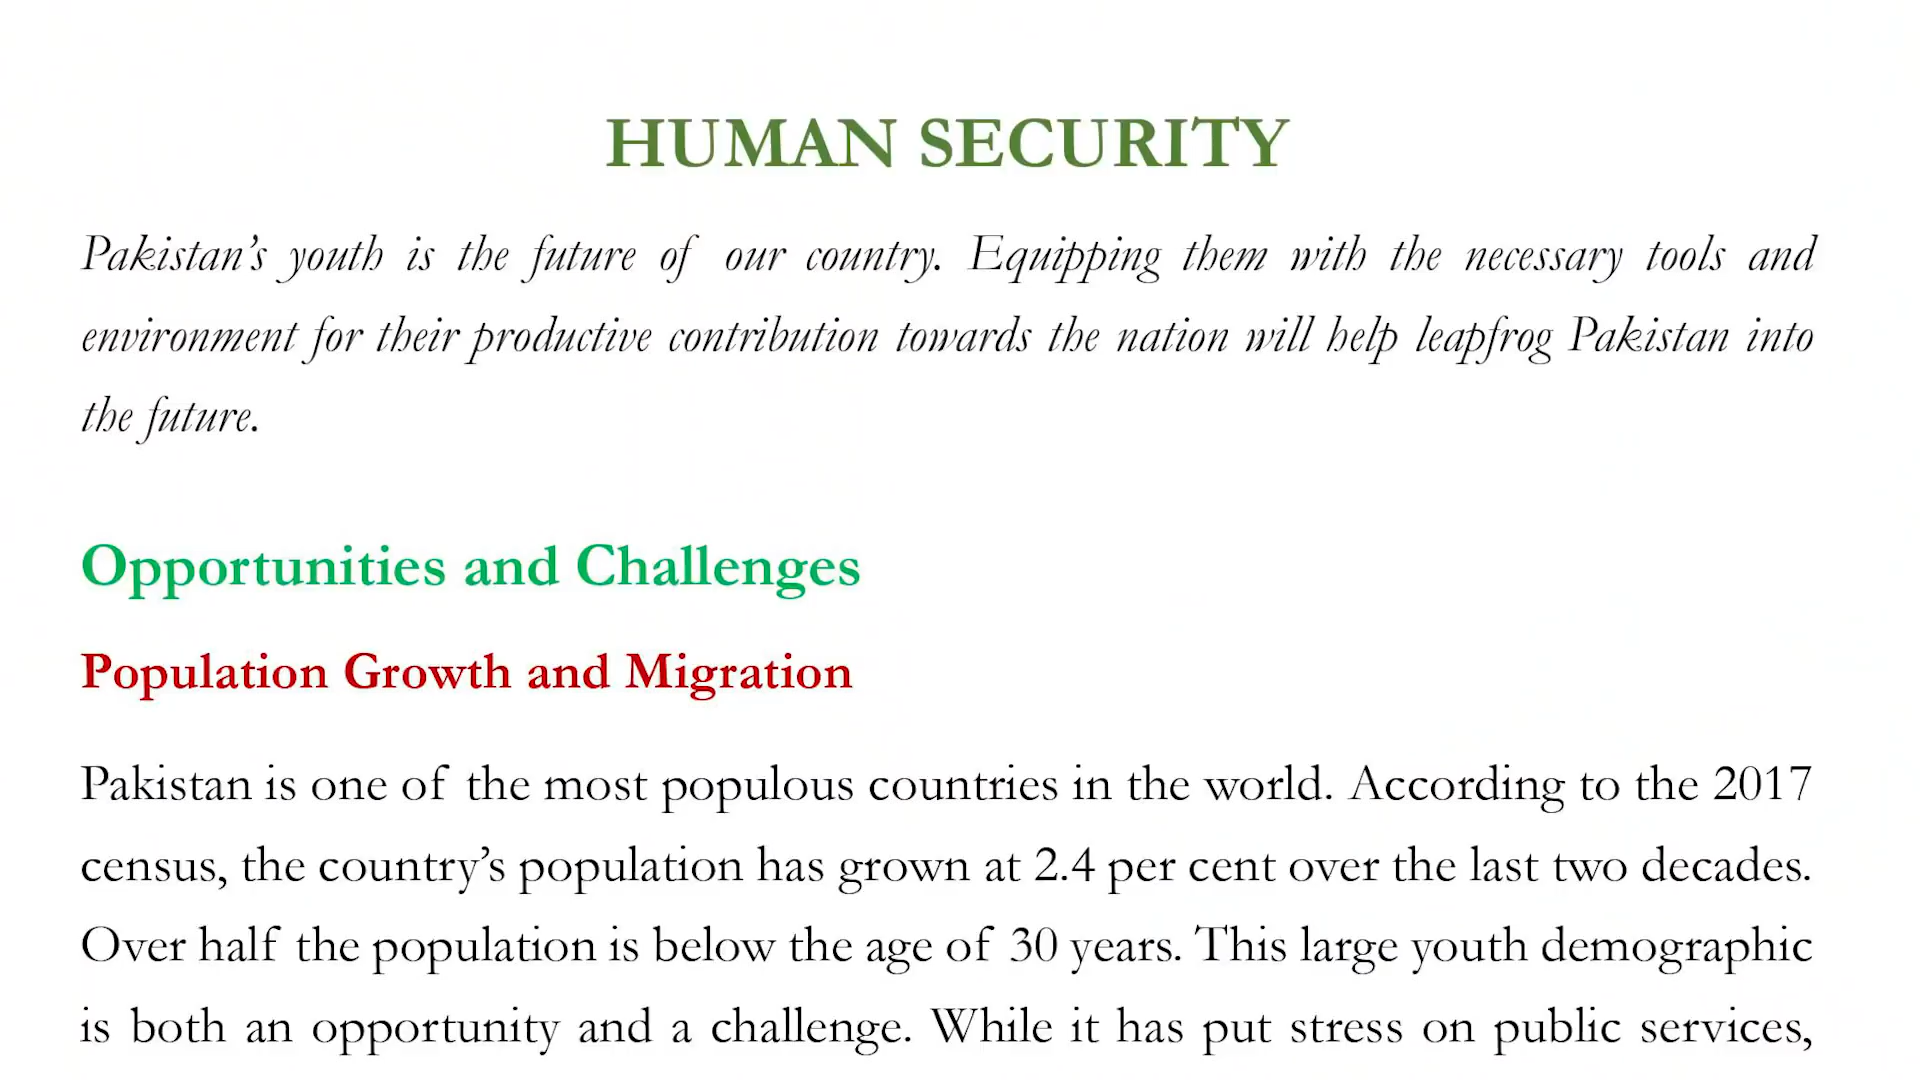 HUMAN SECURITY
Pakistan’s youth is the future of our country. Equipping them with the necessary tools and
environment for their productive contribution towards the nation will help leapfrog Pakistan into
the future.
Opportunities and Challenges
Population Growth and Migration
Pakistan is one of the most populous countries in the world. According to the 2017
census, the country’s population has grown at 2.4 per cent over the last two decades.
Over half the population is below the age of 30 years. This large youth demographic
is both an opportunity and a challenge. While it has put stress on public services,